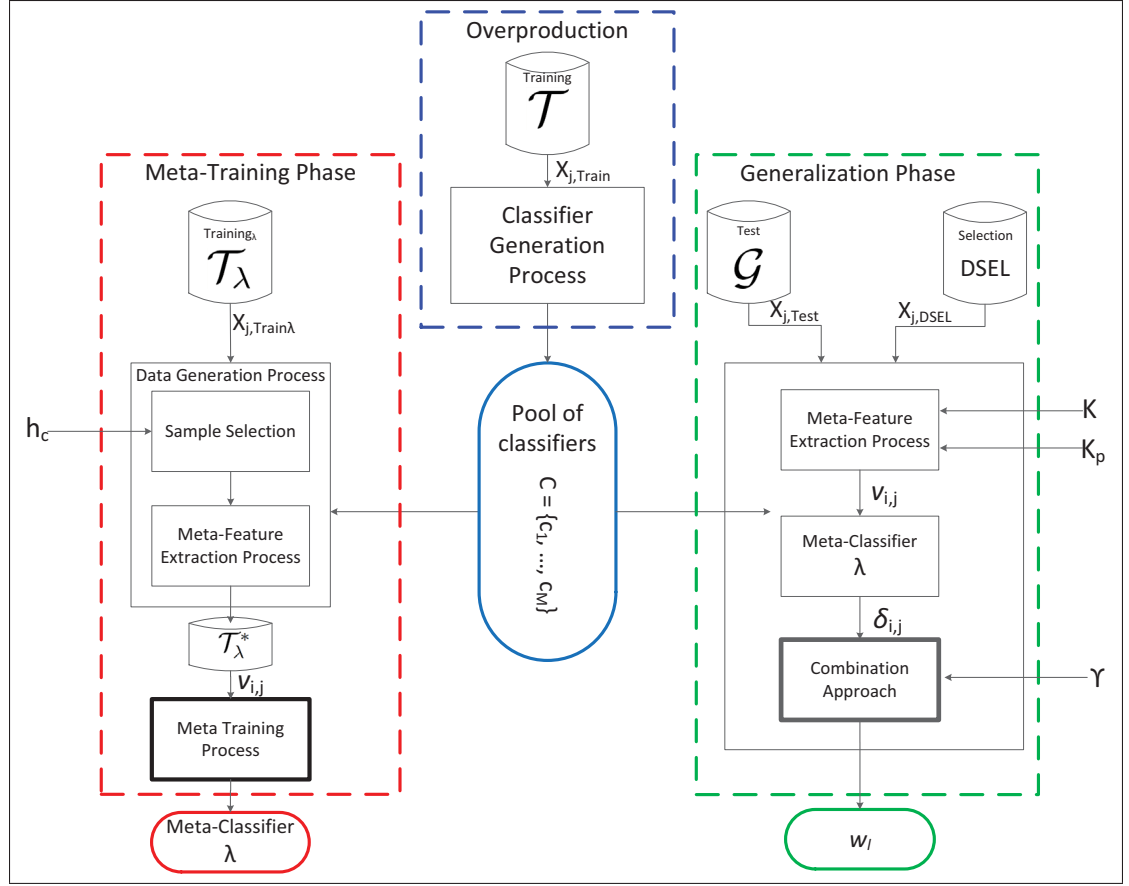 Overproduction
Training
𝒯
X_{j,Train}
Classifier
Generation
Process
Meta-Training Phase
Training_λ
𝒯_λ
X_{j,Trainλ}
Data Generation Process
Sample Selection
h_c
Meta-Feature
Extraction Process
𝒯_λ^*
v_{i,j}
Meta Training
Process
Meta-Classifier
λ
Pool of
classifiers
C = {c_1, ..., c_M}
Generalization Phase
Test
𝒢
X_{j,Test}
Selection
DSEL
X_{j,DSEL}
Meta-Feature
Extraction Process
K
K_p
v_{i,j}
Meta-Classifier
λ
δ_{i,j}
Combination
Approach
ϒ
w_l